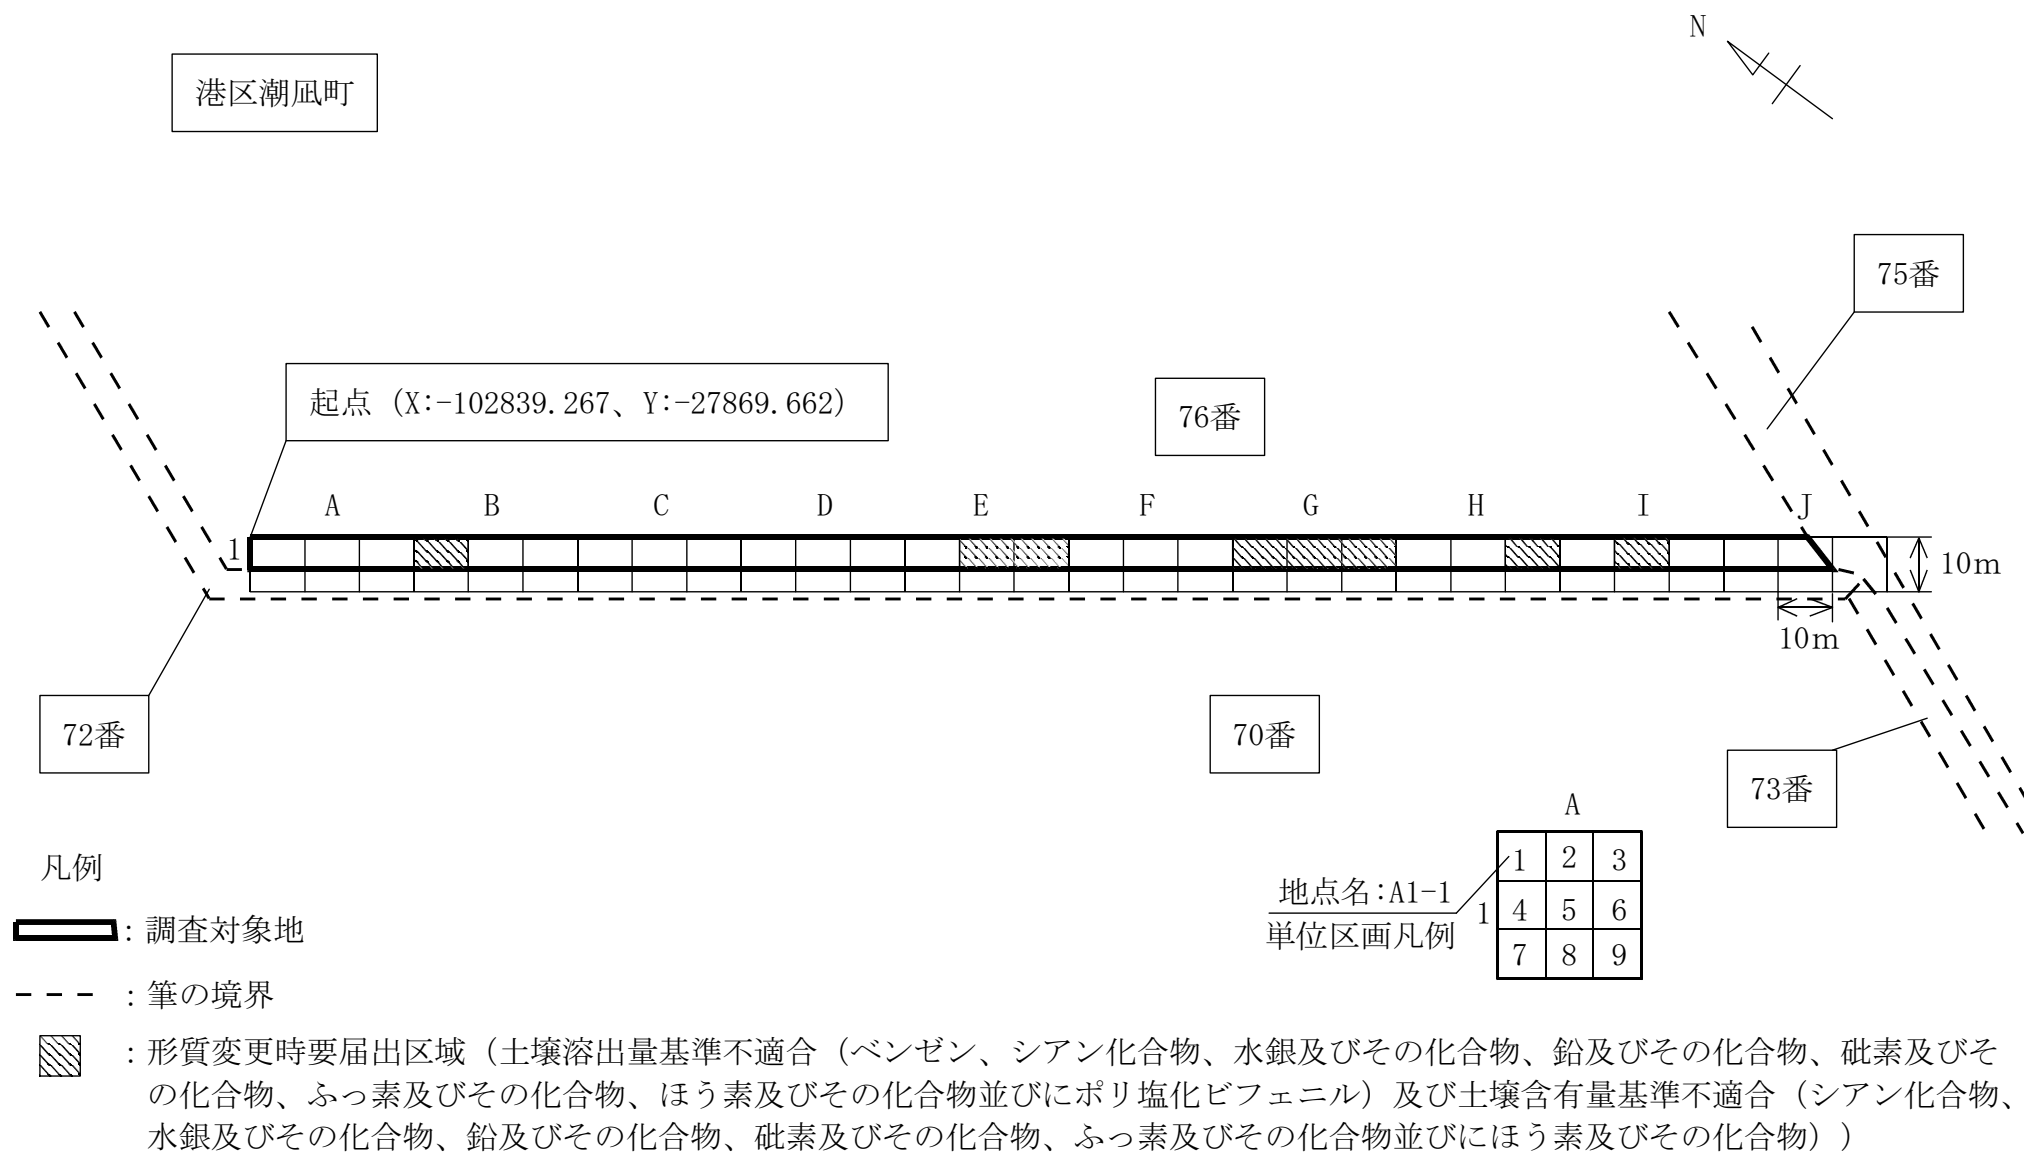 N
港区潮凪町
75番
起点（X:-102839.267、Y:-27869.662）
76番
A B C D E F G H I J
1
10m
10m
72番
70番
73番
A
1 2 3
地点名:A1-1
1 4 5 6
単位区画凡例
7 8 9
凡例
：調査対象地
：筆の境界
：形質変更時要届出区域（土壌溶出量基準不適合（ベンゼン、シアン化合物、水銀及びその化合物、鉛及びその化合物、砒素及びそ
の化合物、ふっ素及びその化合物、ほう素及びその化合物並びにポリ塩化ビフェニル）及び土壌含有量基準不適合（シアン化合物、
水銀及びその化合物、鉛及びその化合物、砒素及びその化合物、ふっ素及びその化合物並びにほう素及びその化合物））